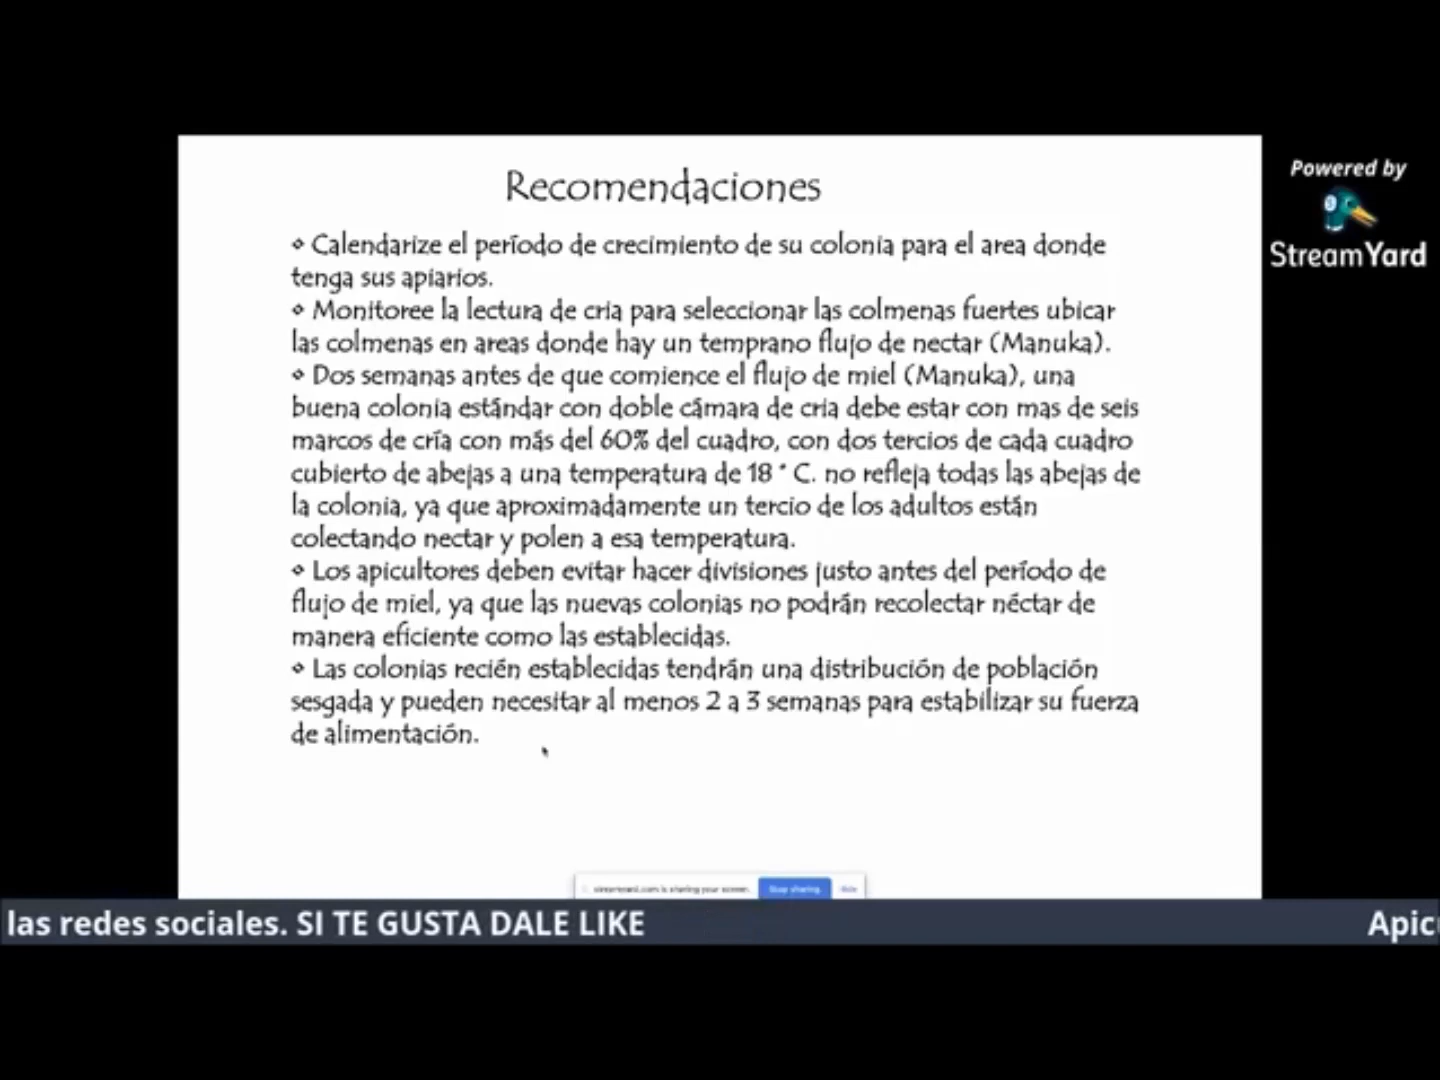 Recomendaciones
Powered by
StreamYard
• Calendarize el período de crecimiento de su colonia para el area donde
tenga sus apiarios.
• Monitoree la lectura de cria para seleccionar las colmenas fuertes ubicar
las colmenas en areas donde hay un temprano flujo de nectar (Manuka).
• Dos semanas antes de que comience el flujo de miel (Manuka), una
buena colonia estándar con doble cámara de cria debe estar con mas de seis
marcos de cría con más del 60% del cuadro, con dos tercios de cada cuadro
cubierto de abejas a una temperatura de 18 ° C. no refleja todas las abejas de
la colonia, ya que aproximadamente un tercio de los adultos están
colectando nectar y polen a esa temperatura.
• Los apicultores deben evitar hacer divisiones justo antes del período de
flujo de miel, ya que las nuevas colonias no podrán recolectar néctar de
manera eficiente como las establecidas.
• Las colonias recién establecidas tendrán una distribución de población
sesgada y pueden necesitar al menos 2 a 3 semanas para estabilizar su fuerza
de alimentación.
streamyard.com is sharing your screen. Stop sharing Hide
las redes sociales. SI TE GUSTA DALE LIKE
Apic